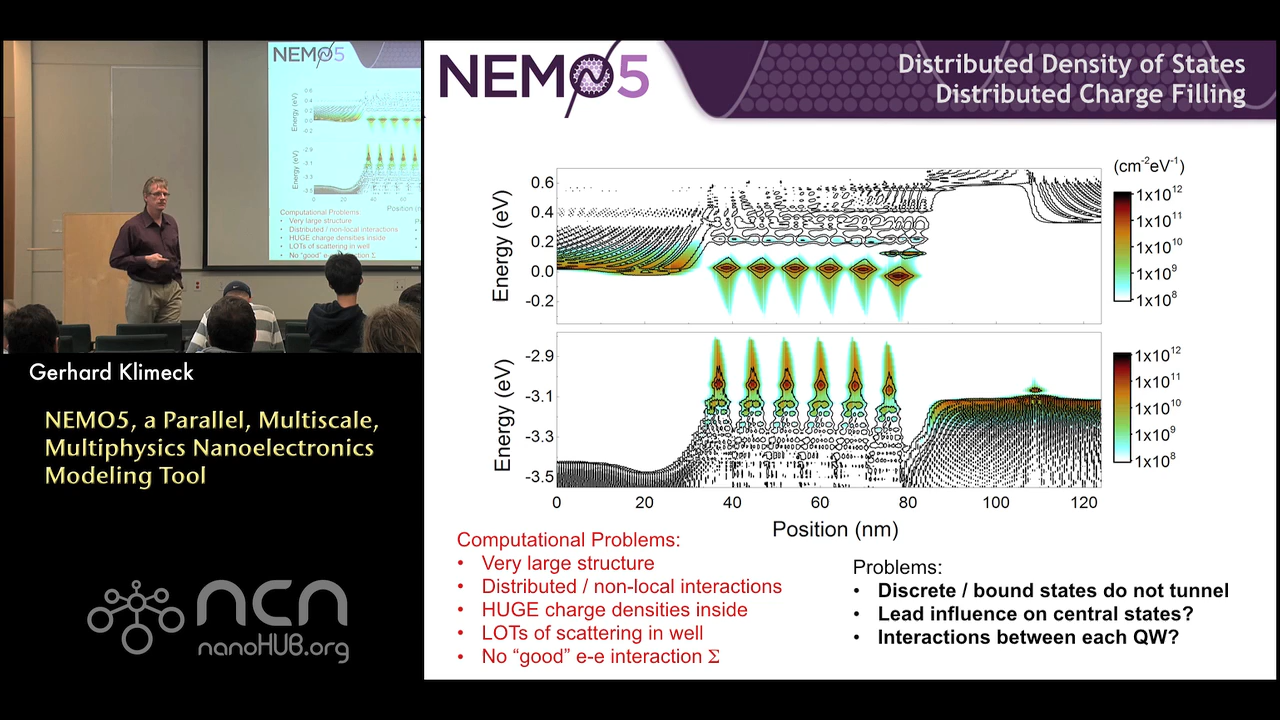 NEMO5
Distributed Density of States
Distributed Charge Filling
(cm⁻²eV⁻¹)
Energy (eV)
0.6
0.4
0.2
0.0
-0.2
1x10¹²
1x10¹¹
1x10¹⁰
1x10⁹
1x10⁸
Energy (eV)
-2.9
-3.1
-3.3
-3.5
1x10¹²
1x10¹¹
1x10¹⁰
1x10⁹
1x10⁸
0 20 40 60 80 100 120
Position (nm)
Computational Problems:
• Very large structure
• Distributed / non-local interactions
• HUGE charge densities inside
• LOTs of scattering in well
• No "good" e-e interaction Σ
Problems:
• Discrete / bound states do not tunnel
• Lead influence on central states?
• Interactions between each QW?
NEMO5
Energy (eV)
Energy (eV)
Computational Problems
• Very large structure
• Distributed / non-local interactions
• HUGE charge densities inside
• LOTs of scattering in well
• No "good" e-e interaction Σ
Gerhard Klimeck
NEMO5, a Parallel, Multiscale,
Multiphysics Nanoelectronics
Modeling Tool
ncn
nanoHUB.org